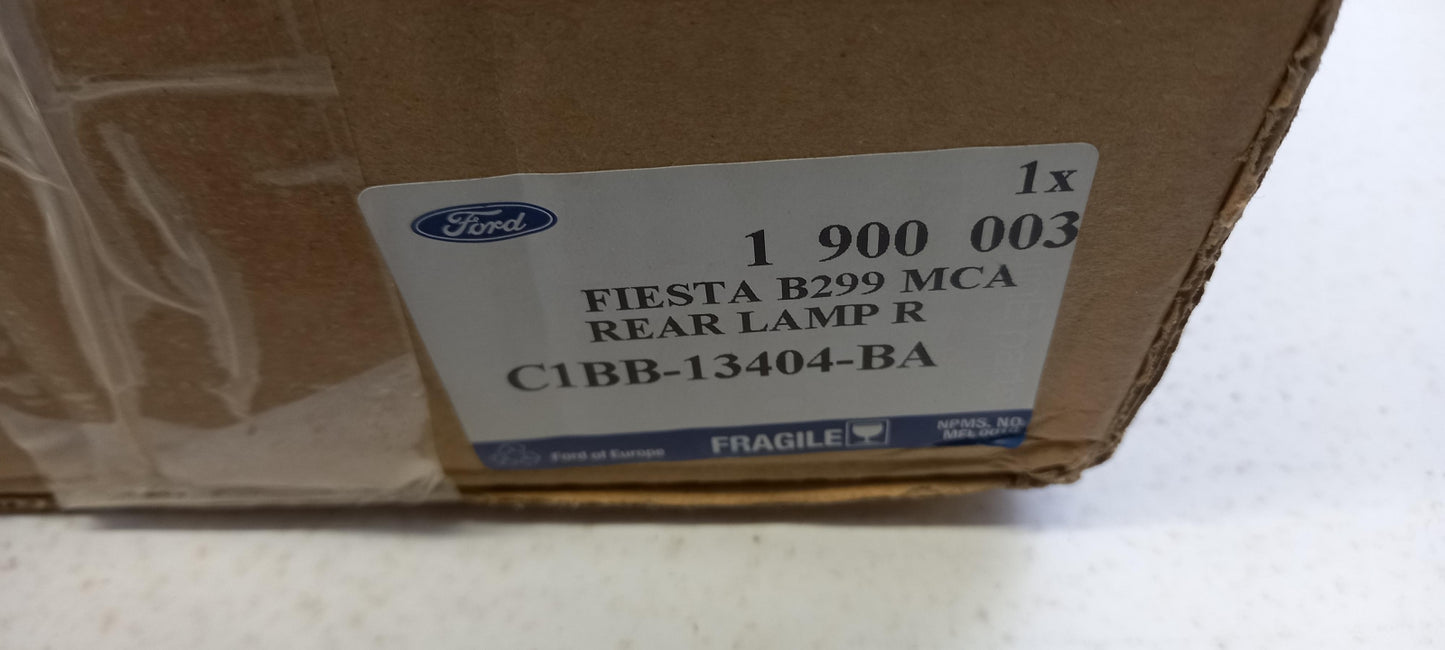 1x
Ford
1 900 003
FIESTA B299 MCA
REAR LAMP R
C1BB-13404-BA
Ford of Europe
FRAGILE
NPMS. NO.